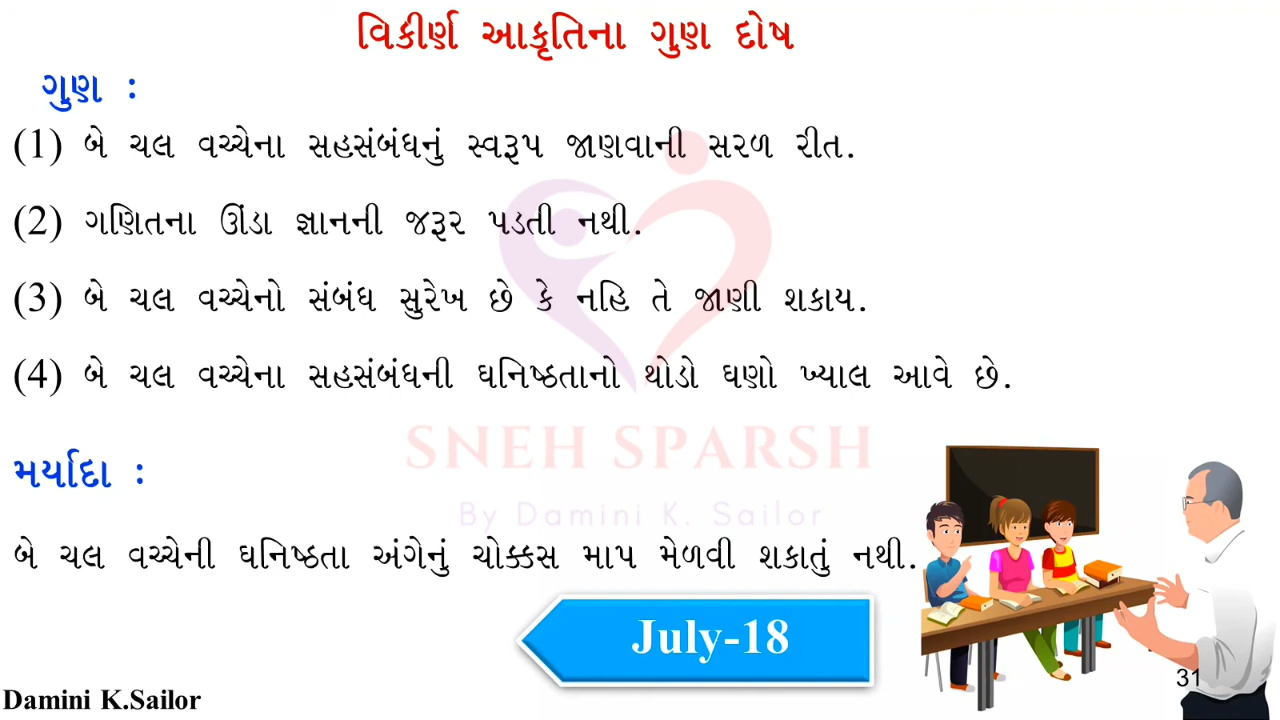 વિકીર્ણ આકૃતિના ગુણ દોષ
ગુણ :
(1) બે ચલ વચ્ચેના સહસંબંધનું સ્વરૂપ જાણવાની સરળ રીત.
(2) ગણિતના ઊંડા જ્ઞાનની જરૂર પડતી નથી.
(3) બે ચલ વચ્ચેનો સંબંધ સુરેખ છે કે નહિ તે જાણી શકાય.
(4) બે ચલ વચ્ચેના સહસંબંધની ઘનિષ્ઠતાનો થોડો ઘણો ખ્યાલ આવે છે.
SNEH SPARSH
મર્યાદા :
By Damini K. Sailor
બે ચલ વચ્ચેની ઘનિષ્ઠતા અંગેનું ચોક્કસ માપ મેળવી શકાતું નથી.
July-18
31
Damini K.Sailor